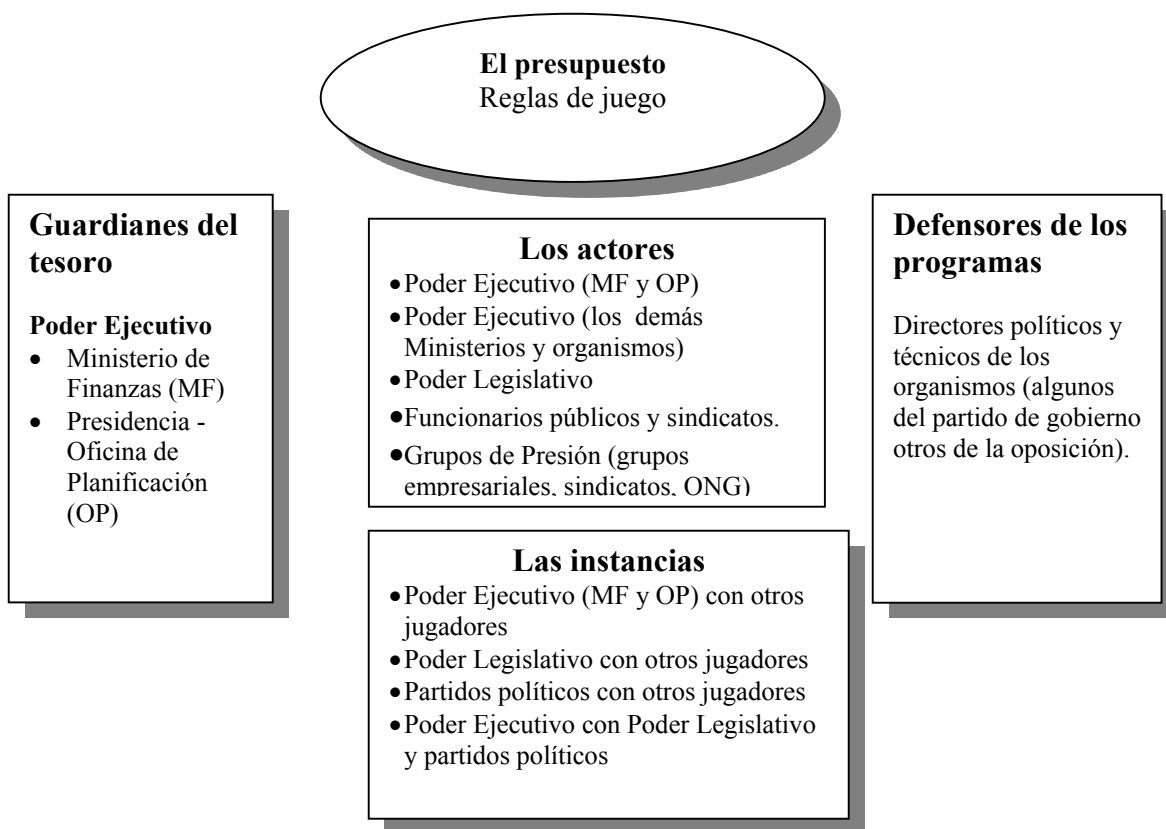 El presupuesto
Reglas de juego
Guardianes del
tesoro
Poder Ejecutivo
• Ministerio de
Finanzas (MF)
• Presidencia -
Oficina de
Planificación
(OP)
Los actores
•Poder Ejecutivo (MF y OP)
•Poder Ejecutivo (los demás
Ministerios y organismos)
•Poder Legislativo
•Funcionarios públicos y sindicatos.
•Grupos de Presión (grupos
empresariales, sindicatos, ONG)
Las instancias
•Poder Ejecutivo (MF y OP) con otros
jugadores
•Poder Legislativo con otros jugadores
•Partidos políticos con otros jugadores
•Poder Ejecutivo con Poder Legislativo
y partidos políticos
Defensores de los
programas
Directores políticos y
técnicos de los
organismos (algunos
del partido de gobierno
otros de la oposición).